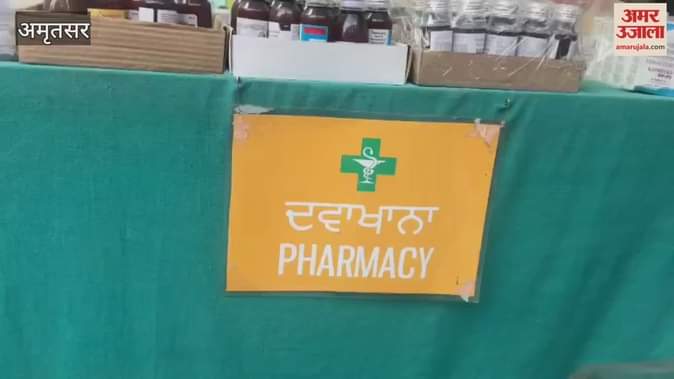 अमृतसर
अमर
उजाला
amarujala.com
ਦਵਾਖਾਨਾ
PHARMACY